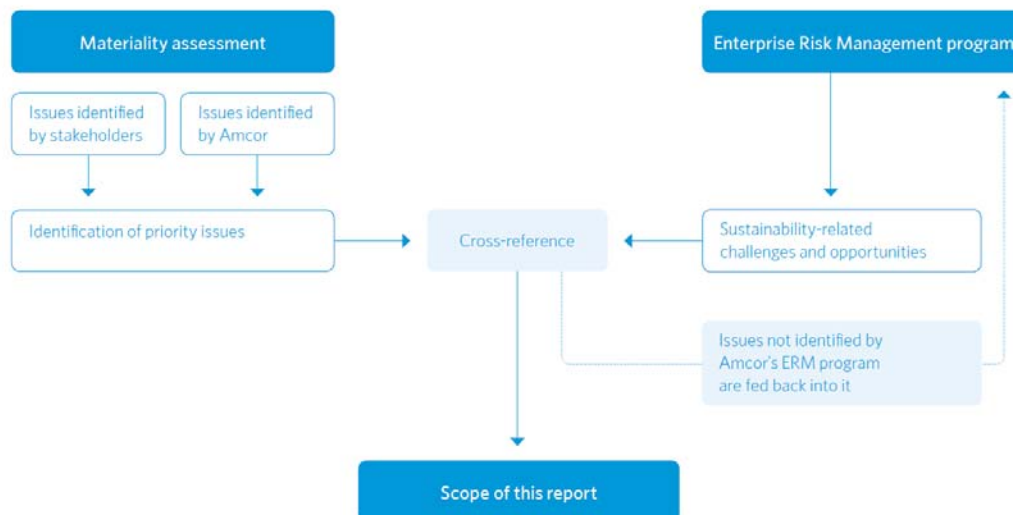 Materiality assessment
Enterprise Risk Management program
Issues identified
by stakeholders
Issues identified
by Amcor
Identification of priority issues
Cross-reference
Sustainability-related
challenges and opportunities
Issues not identified by
Amcor's ERM program
are fed back into it
Scope of this report